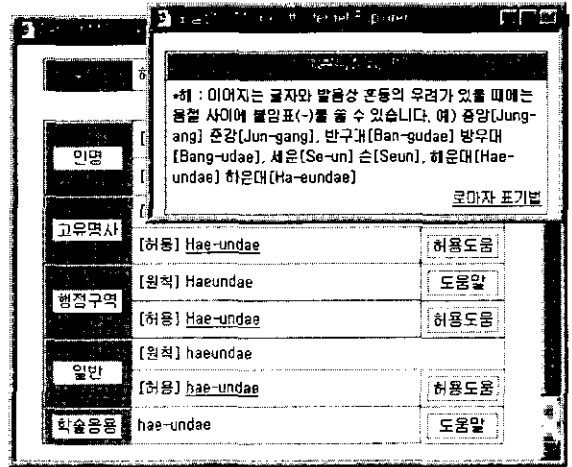 *해 : 이어지는 글자와 발음상 혼동의 우려가 있을 때에는
음절 사이에 붙임표(-)를 쓸 수 있습니다. 예) 중앙[Jung-
ang] 준강[Jun-gang], 반구대[Ban-gudae] 방우대
[Bang-udae], 세운[Se-un] 슨[Seun], 해운대[Hae-
undae] 하은대[Ha-eundae]
로마자 표기법
인명
고유명사
[허용] Hae-undae 허용도움
행정구역
[원칙] Haeundae 도움말
[허용] Hae-undae 허용도움
일반
[원칙] haeundae
[허용] hae-undae 허용도움
학술응용 hae-undae 도움말